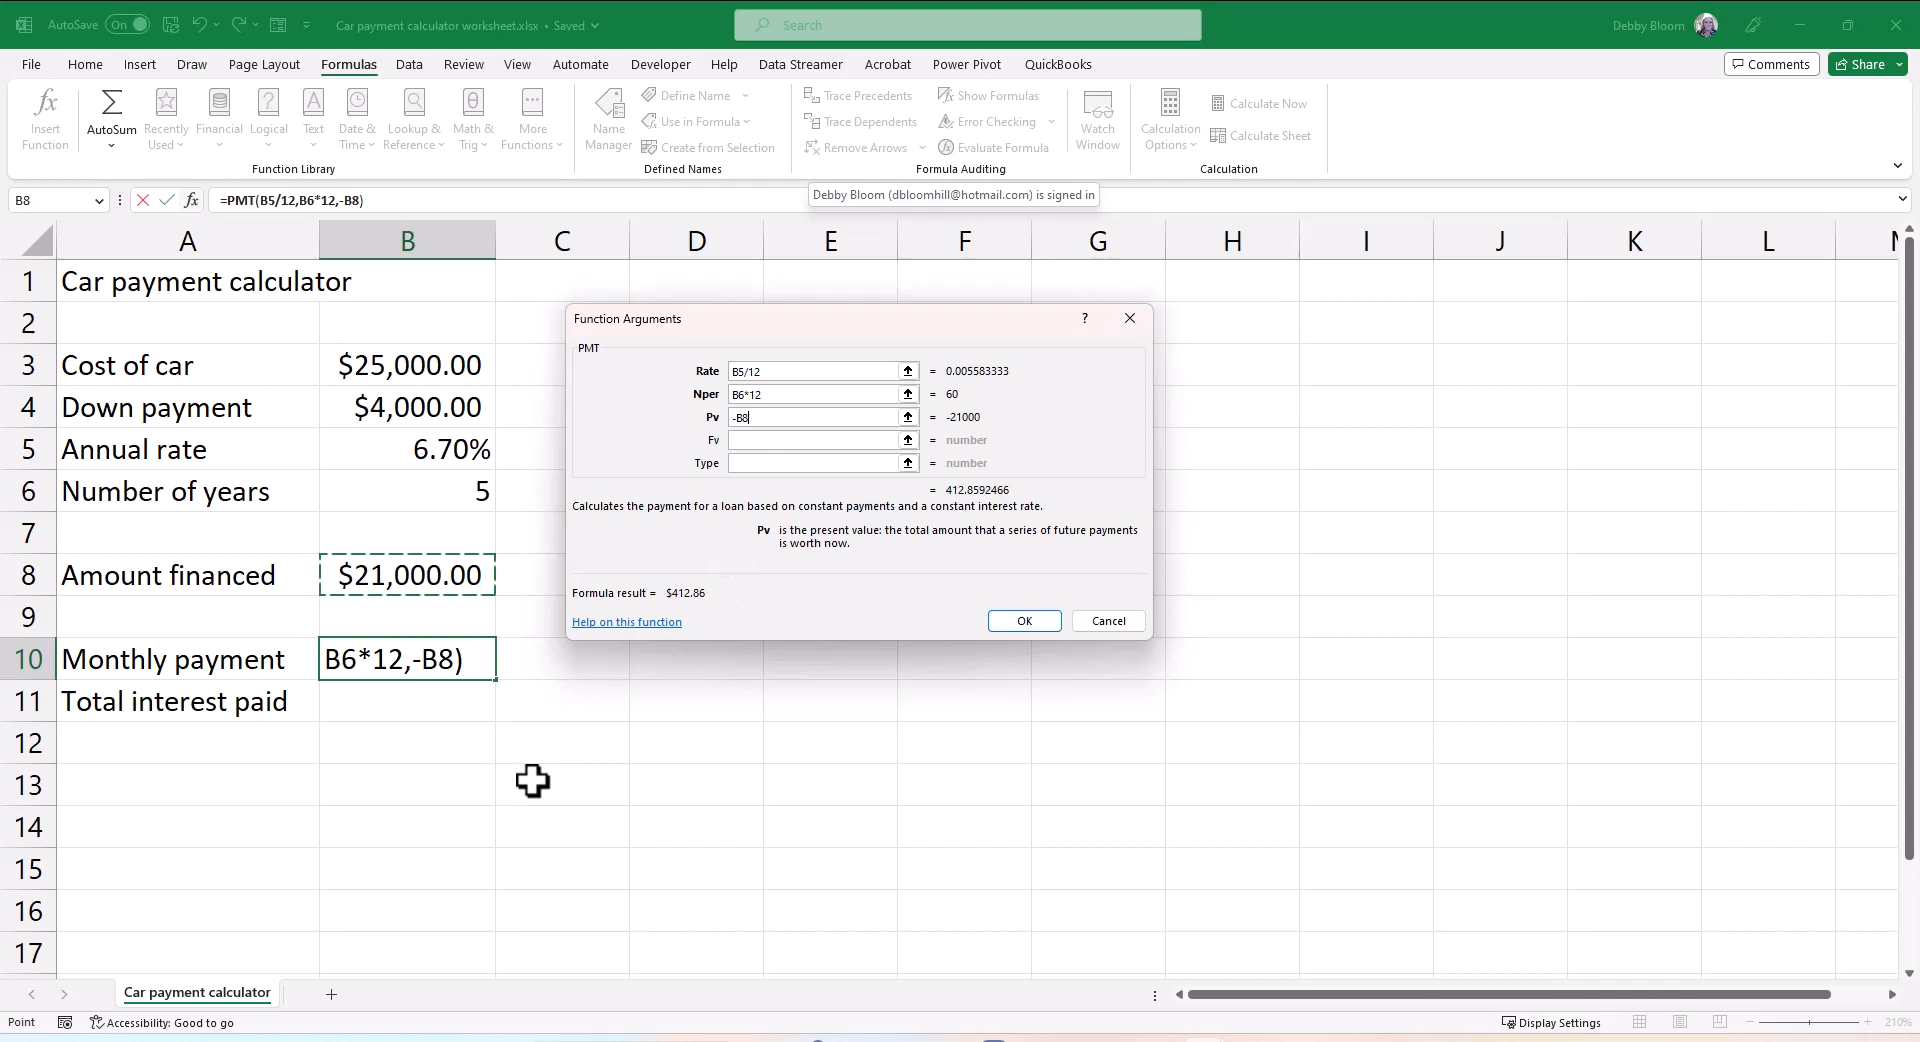 AutoSave On Car payment calculator worksheet.xlsx • Saved Search Debby Bloom
File Home Insert Draw Page Layout Formulas Data Review View Automate Developer Help Data Streamer Acrobat Power Pivot QuickBooks Comments Share
fx Insert Function
AutoSum
Recently Used
Financial
Logical
Text
Date & Time
Lookup & Reference
Math & Trig
More Functions
Function Library
Name Manager
Define Name
Use in Formula
Create from Selection
Defined Names
Trace Precedents
Trace Dependents
Remove Arrows
Show Formulas
Error Checking
Evaluate Formula
Formula Auditing
Watch Window
Calculation Options
Calculate Now
Calculate Sheet
Calculation
B8 fx =PMT(B5/12,B6*12,-B8)
Debby Bloom (dbloomhill@hotmail.com) is signed in
A B C D E F G H I J K L
1 Car payment calculator
2
3 Cost of car $25,000.00
4 Down payment $4,000.00
5 Annual rate 6.70%
6 Number of years 5
7
8 Amount financed $21,000.00
9
10 Monthly payment B6*12,-B8)
11 Total interest paid
12
13
14
15
16
17
Function Arguments ?
PMT
Rate B5/12 = 0.005583333
Nper B6*12 = 60
Pv -B8 = -21000
Fv = number
Type = number
= 412.8592466
Calculates the payment for a loan based on constant payments and a constant interest rate.
Pv is the present value: the total amount that a series of future payments
is worth now.
Formula result = $412.86
Help on this function OK Cancel
Car payment calculator +
Point Accessibility: Good to go Display Settings 210%